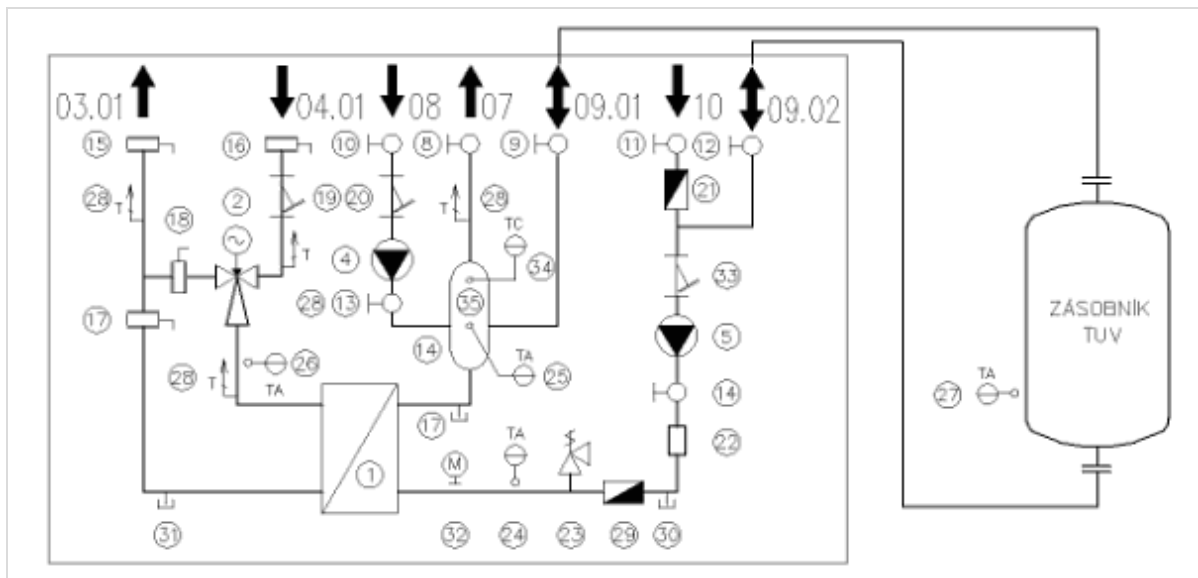 03.01 04.01 08 07 09.01 10 09.02
15 16 10 8 9 11 12
28 2 19 20 28 21
T T
18 TC
T 4 34 33
28 13 35 ZÁSOBNÍK
17 TUV
14 5
28 T 26 TA 25 14 TA
TA 27
17 TA 22
1 M
31 32 24 23 29 30